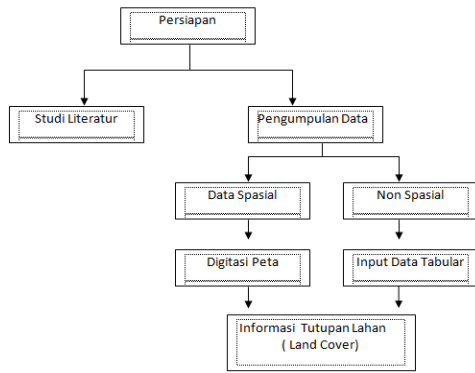 Persiapan
Studi Literatur
Pengumpulan Data
Data Spasial
Non Spasial
Digitasi Peta
Input Data Tabular
Informasi Tutupan Lahan
( Land Cover)